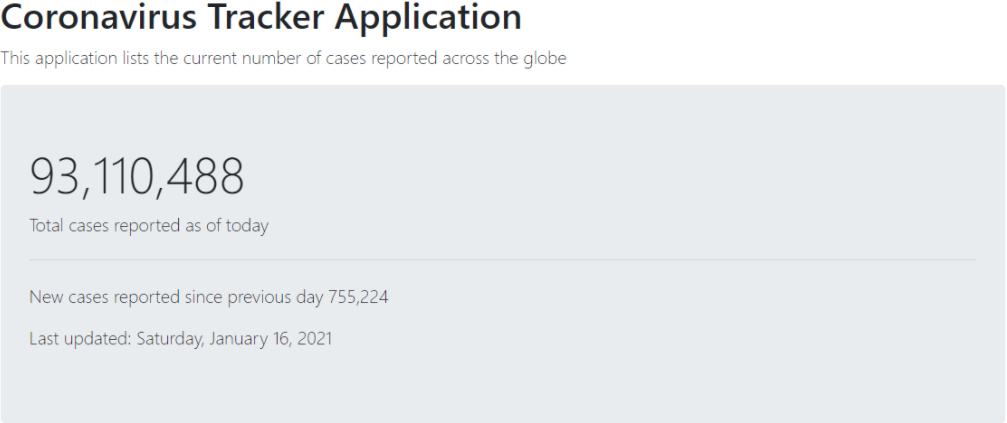 Coronavirus Tracker Application
This application lists the current number of cases reported across the globe
93,110,488
Total cases reported as of today
New cases reported since previous day 755,224
Last updated: Saturday, January 16, 2021